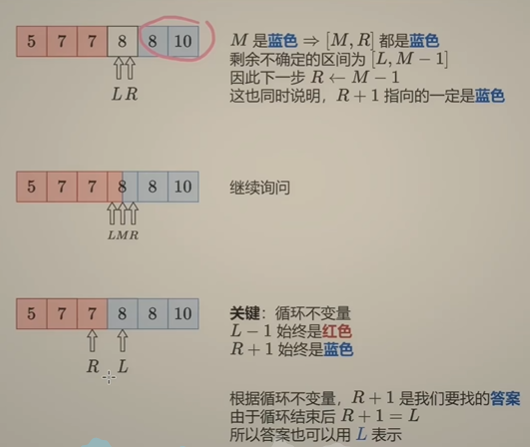 5 7 7 8 8 10
L R
M 是蓝色 ⇒ [M, R] 都是蓝色
剩余不确定的区间为 [L, M − 1]
因此下一步 R ← M − 1
这也同时说明，R + 1 指向的一定是蓝色
5 7 7 8 8 10
L M R
继续询问
5 7 7 8 8 10
R L
关键：循环不变量
L − 1 始终是红色
R + 1 始终是蓝色
根据循环不变量，R + 1 是我们要找的答案
由于循环结束后 R + 1 = L
所以答案也可以用 L 表示